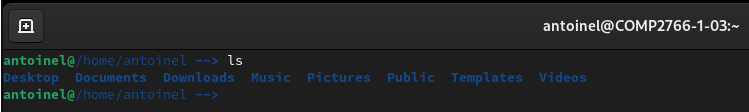 antoinel@COMP2766-1-03:~
antoinel@/home/antoinel --> ls
Desktop  Documents  Downloads  Music  Pictures  Public  Templates  Videos
antoinel@/home/antoinel -->